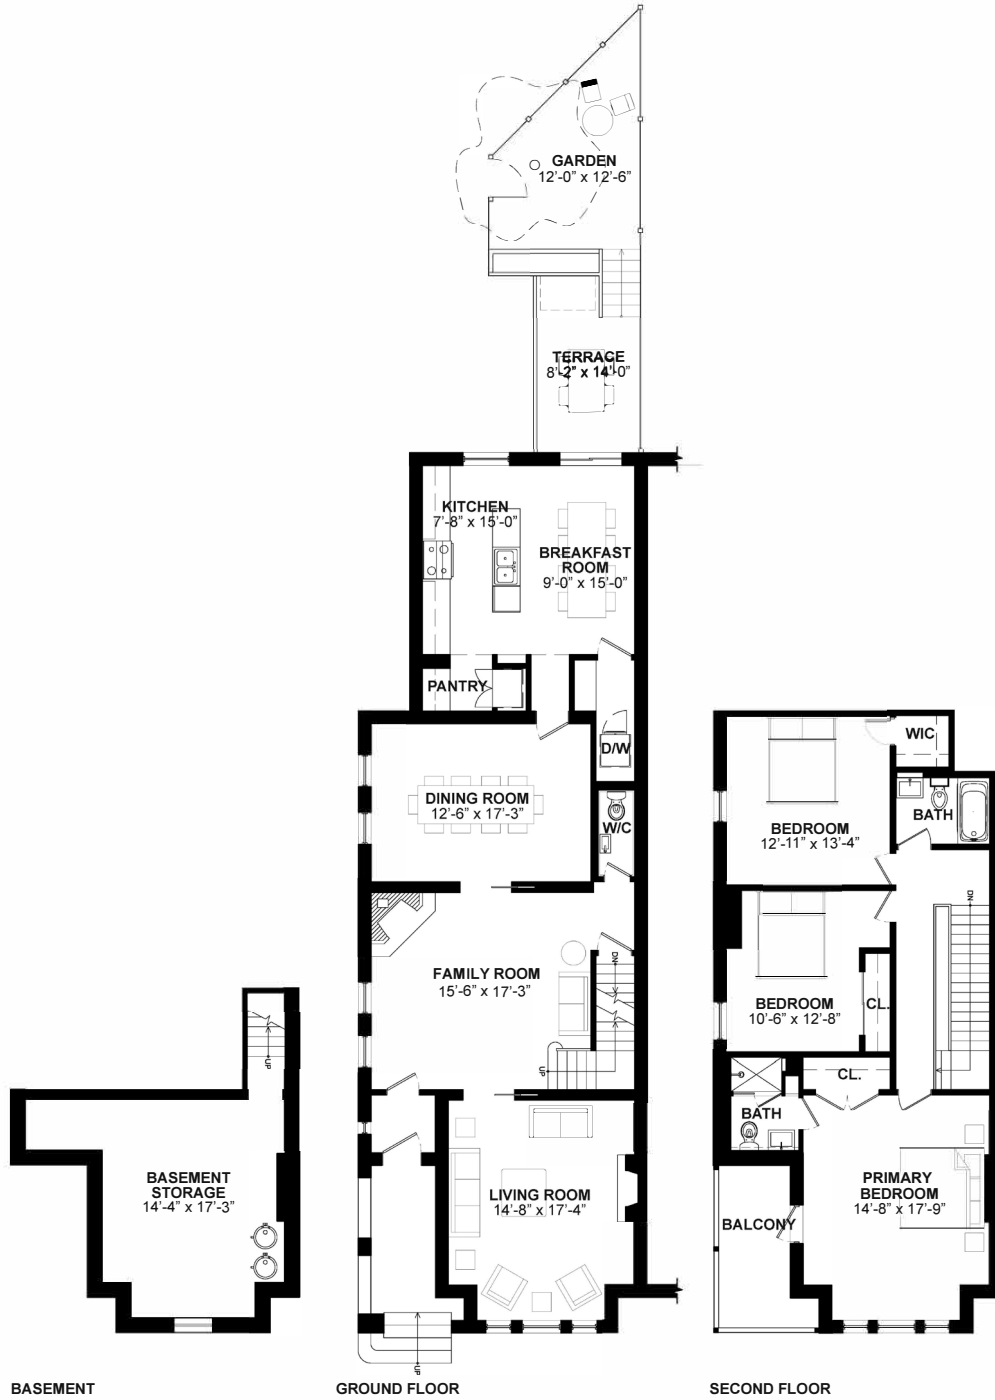 GARDEN
12'-0" x 12'-6"
TERRACE
8'-2" x 14'-0"
KITCHEN
7'-8" x 15'-0"
BREAKFAST
ROOM
9'-0" x 15'-0"
PANTRY
D/W
DINING ROOM
12'-6" x 17'-3"
W/C
FAMILY ROOM
15'-6" x 17'-3"
DN
UP
LIVING ROOM
14'-8" x 17'-4"
UP
WIC
BATH
BEDROOM
12'-11" x 13'-4"
DN
BEDROOM
10'-6" x 12'-8"
CL.
CL.
BATH
PRIMARY
BEDROOM
14'-8" x 17'-9"
BALCONY
UP
BASEMENT
STORAGE
14'-4" x 17'-3"
BASEMENT
GROUND FLOOR
SECOND FLOOR